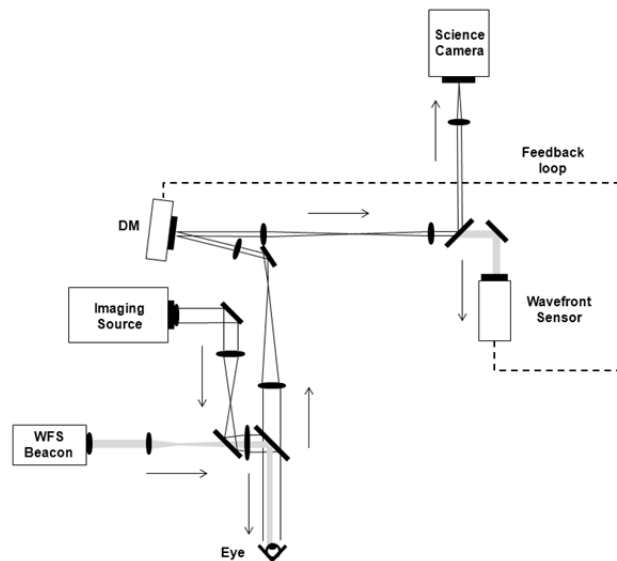 Science
Camera
Feedback
loop
DM
Imaging
Source
Wavefront
Sensor
WFS
Beacon
Eye